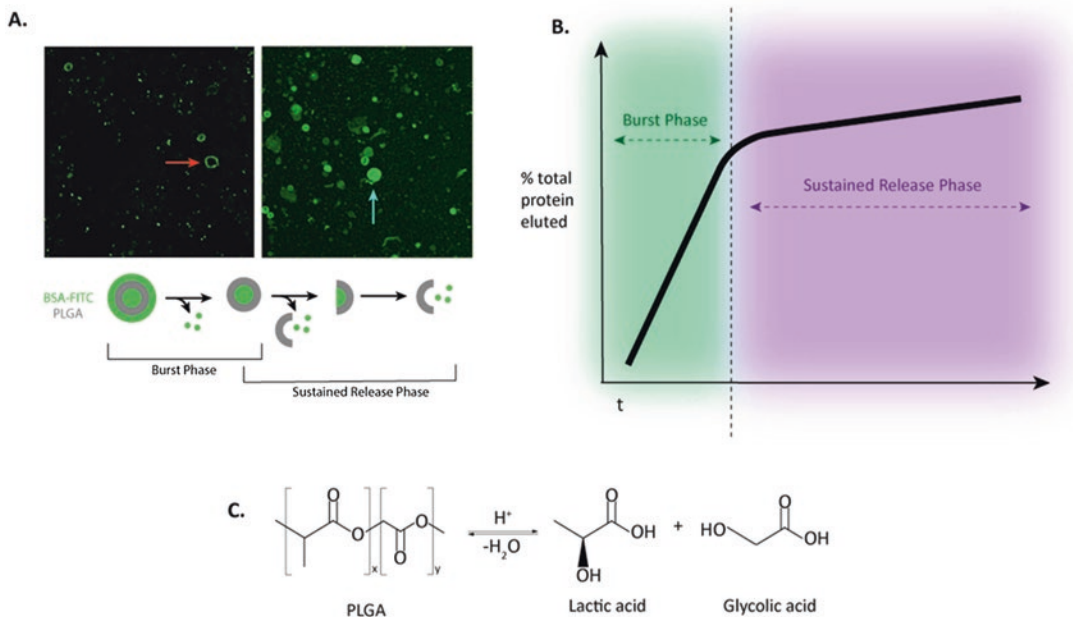 A.
BSA-FITC
PLGA
Burst Phase
Sustained Release Phase
B.
Burst Phase
% total
protein
eluted
Sustained Release Phase
t
C.
O
O
x
O
O
y
H⁺
-H₂O
O
OH
OH
+
HO
O
OH
PLGA
Lactic acid
Glycolic acid